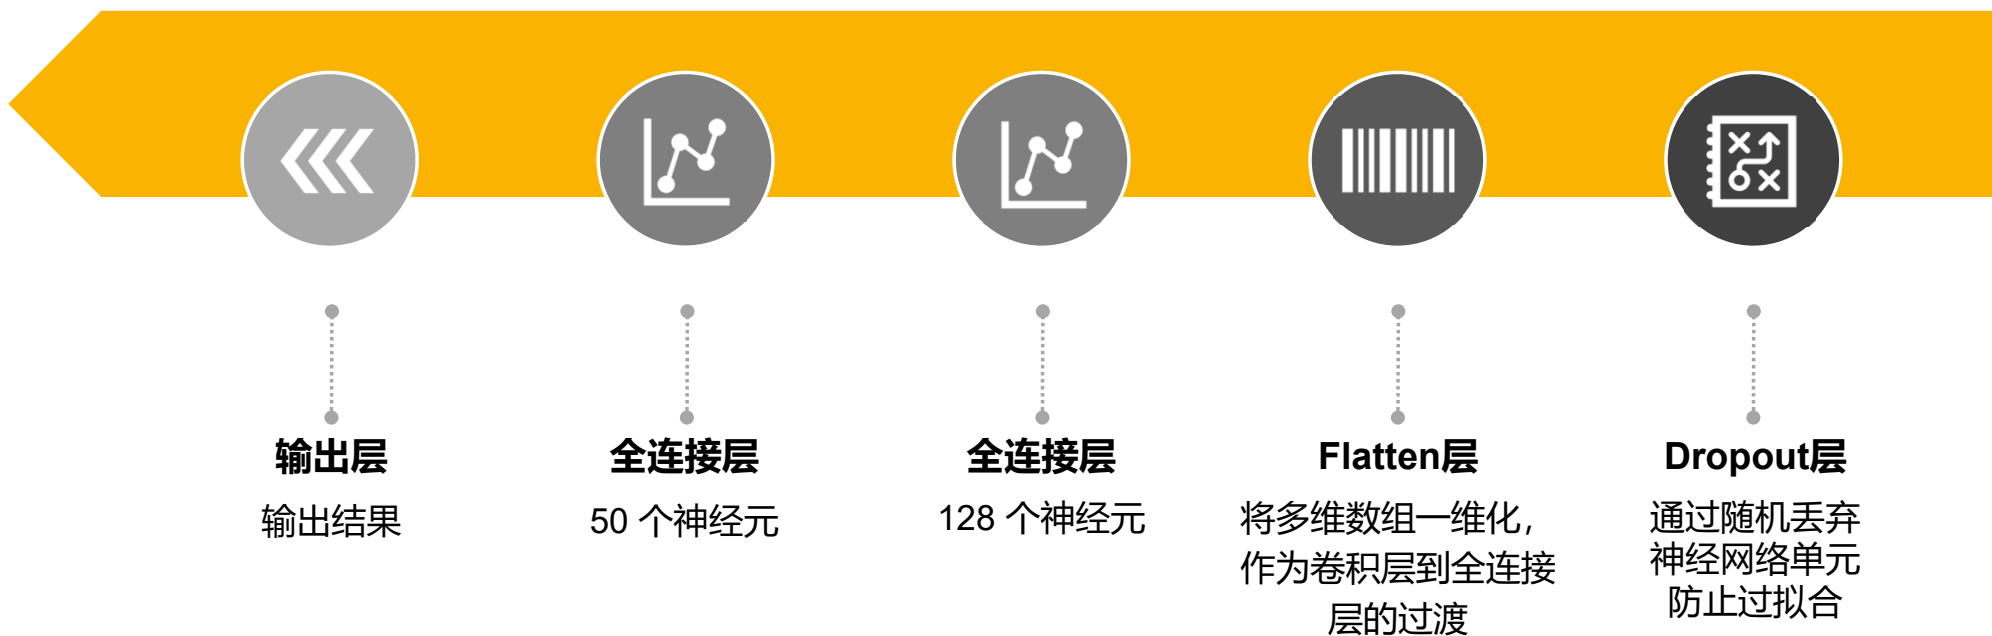 输出层
输出结果
全连接层
50 个神经元
全连接层
128 个神经元
Flatten层
将多维数组一维化，
作为卷积层到全连接
层的过渡
Dropout层
通过随机丢弃
神经网络单元
防止过拟合